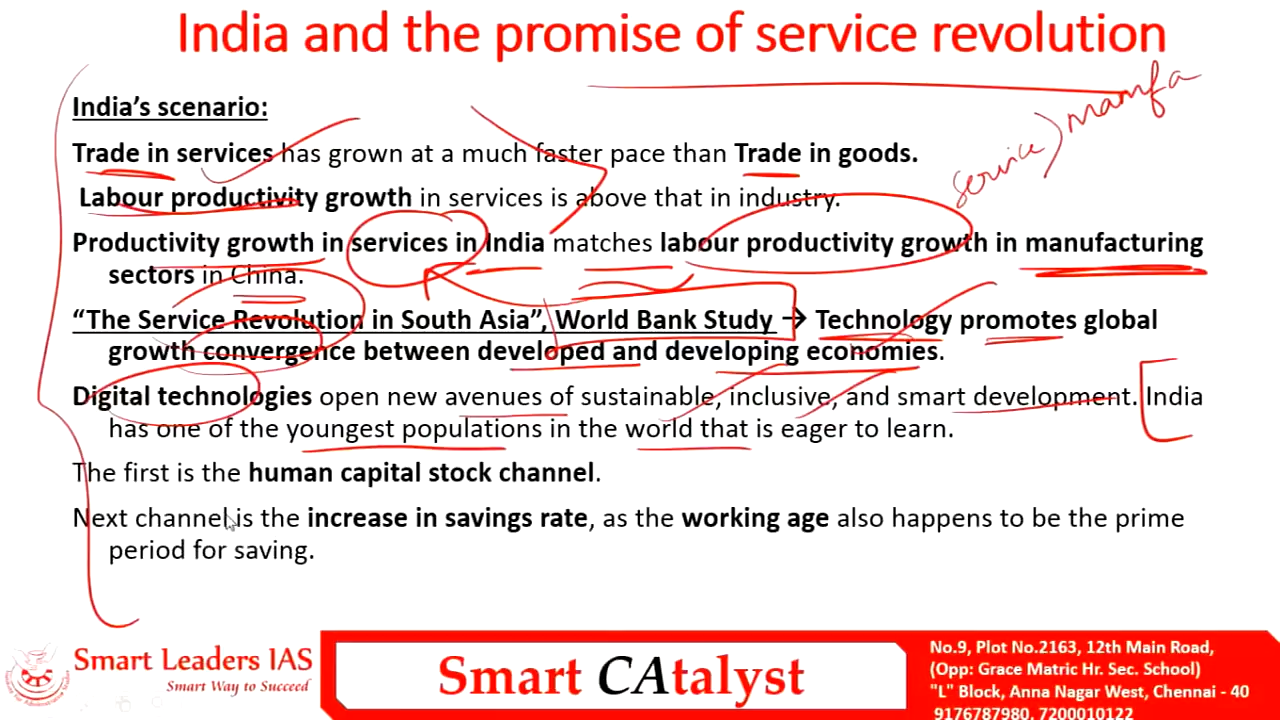 India and the promise of service revolution
India's scenario:
service) manfa
Trade in services has grown at a much faster pace than Trade in goods.
Labour productivity growth in services is above that in industry.
Productivity growth in services in India matches labour productivity growth in manufacturing
sectors in China.
“The Service Revolution in South Asia”, World Bank Study → Technology promotes global
growth convergence between developed and developing economies.
Digital technologies open new avenues of sustainable, inclusive, and smart development. India
has one of the youngest populations in the world that is eager to learn.
The first is the human capital stock channel.
Next channel is the increase in savings rate, as the working age also happens to be the prime
period for saving.
Smart Leaders IAS
Smart Way to Succeed
Smart CAtalyst
No.9, Plot No.2163, 12th Main Road,
(Opp: Grace Matric Hr. Sec. School)
"L" Block, Anna Nagar West, Chennai - 40
9176787980, 7200010122